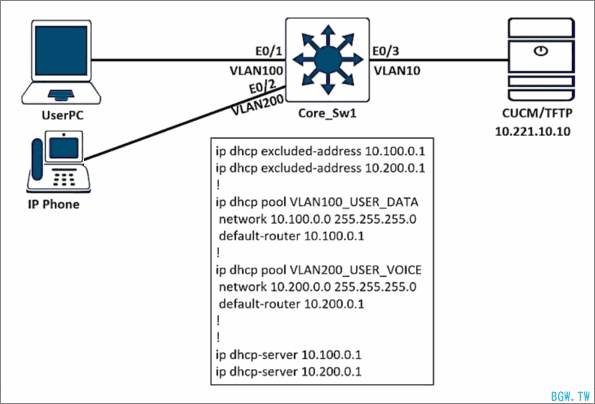 E0/1
E0/3
VLAN100
VLAN10
E0/2
VLAN200
UserPC
Core_Sw1
CUCM/TFTP
10.221.10.10
IP Phone
ip dhcp excluded-address 10.100.0.1
ip dhcp excluded-address 10.200.0.1
!
ip dhcp pool VLAN100_USER_DATA
network 10.100.0.0 255.255.255.0
default-router 10.100.0.1
!
ip dhcp pool VLAN200_USER_VOICE
network 10.200.0.0 255.255.255.0
default-router 10.200.0.1
!
!
ip dhcp-server 10.100.0.1
ip dhcp-server 10.200.0.1
BGW.TW